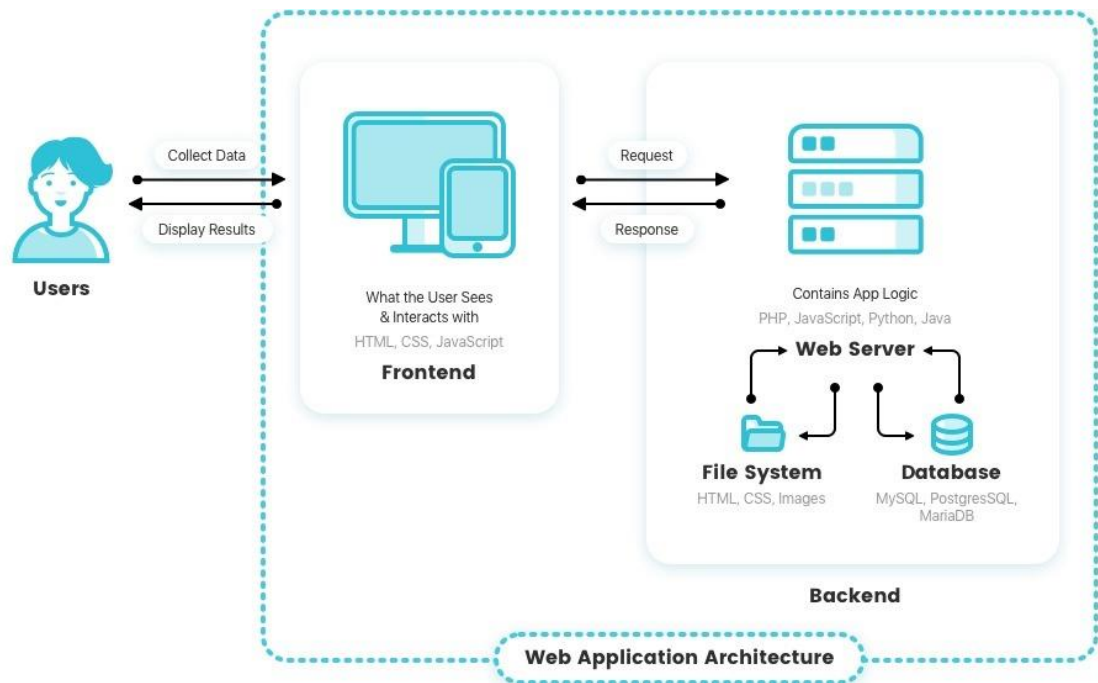 Collect Data
Display Results
Users
What the User Sees
& Interacts with
HTML, CSS, JavaScript
Frontend
Request
Response
Contains App Logic
PHP, JavaScript, Python, Java
Web Server
File System
HTML, CSS, Images
Database
MySQL, PostgresSQL,
MariaDB
Backend
Web Application Architecture